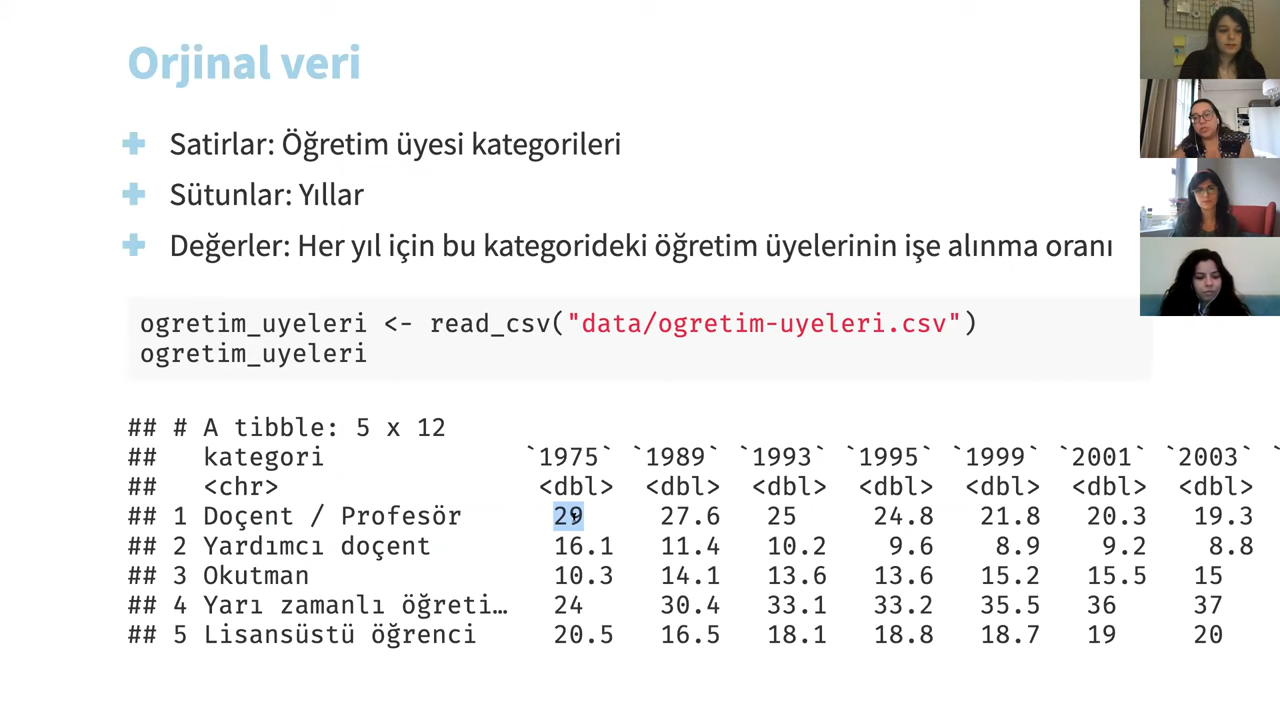 Orjinal veri
Satirlar: Öğretim üyesi kategorileri
Sütunlar: Yıllar
Değerler: Her yıl için bu kategorideki öğretim üyelerinin işe alınma oranı
ogretim_uyeleri <- read_csv("data/ogretim-uyeleri.csv")
ogretim_uyeleri
## # A tibble: 5 x 12
## kategori `1975` `1989` `1993` `1995` `1999` `2001` `2003` `
## <chr> <dbl> <dbl> <dbl> <dbl> <dbl> <dbl> <dbl>
## 1 Doçent / Profesör 29 27.6 25 24.8 21.8 20.3 19.3
## 2 Yardımcı doçent 16.1 11.4 10.2 9.6 8.9 9.2 8.8
## 3 Okutman 10.3 14.1 13.6 13.6 15.2 15.5 15
## 4 Yarı zamanlı öğreti… 24 30.4 33.1 33.2 35.5 36 37
## 5 Lisansüstü öğrenci 20.5 16.5 18.1 18.8 18.7 19 20